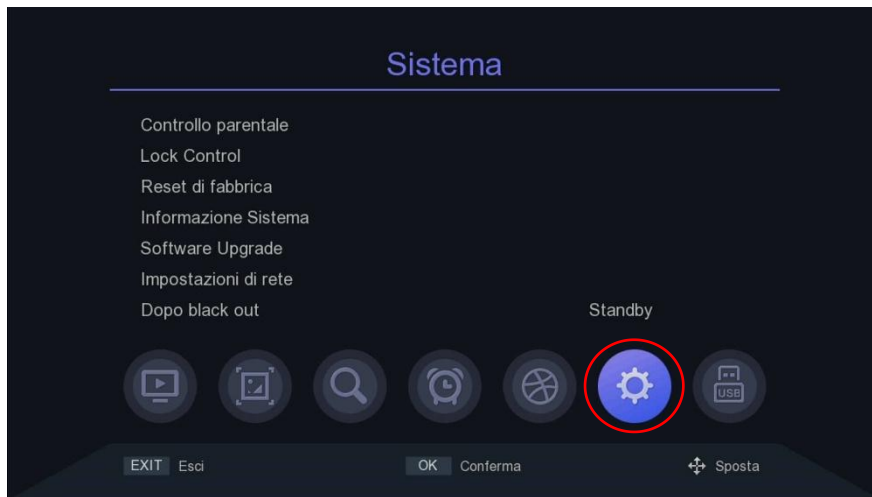 Sistema
Controllo parentale
Lock Control
Reset di fabbrica
Informazione Sistema
Software Upgrade
Impostazioni di rete
Dopo black out Standby
USB
EXIT Esci OK Conferma Sposta